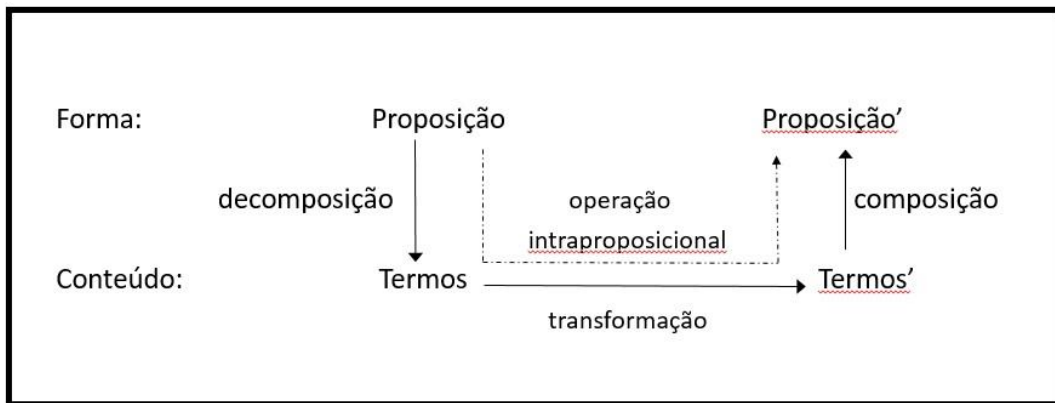 Forma: Proposição Proposição’
decomposição operação composição
intraproposicional
Conteúdo: Termos Termos’
transformação